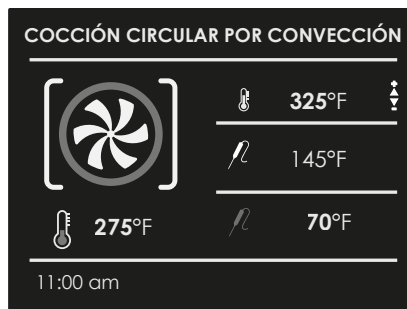 COCCIÓN CIRCULAR POR CONVECCIÓN
325°F
145°F
275°F
70°F
11:00 am